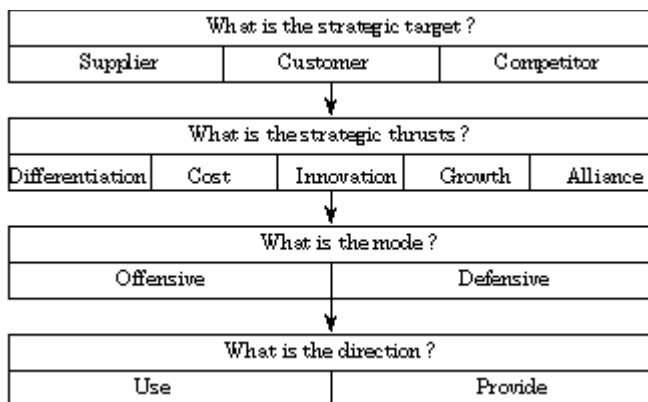 What is the strategic target?
Supplier Customer Competitor
What is the strategic thrusts?
Differentiation Cost Innovation Growth Alliance
What is the mode?
Offensive Defensive
What is the direction?
Use Provide